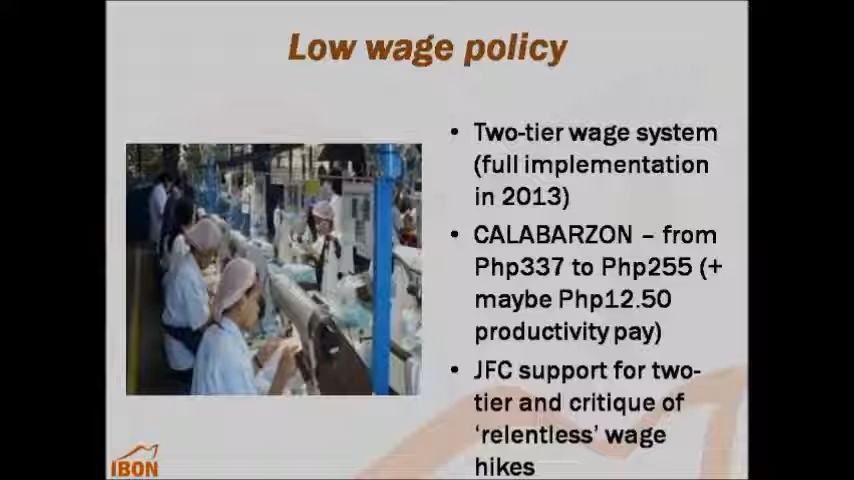 Low wage policy
• Two-tier wage system
(full implementation
in 2013)
• CALABARZON – from
Php337 to Php255 (+
maybe Php12.50
productivity pay)
• JFC support for two-
tier and critique of
‘relentless’ wage
hikes
IBON